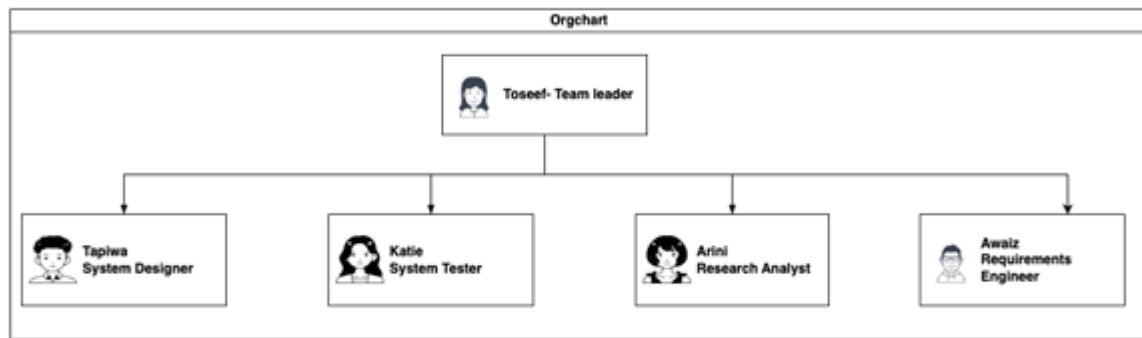 Orgchart
Toseef- Team leader
Tapiwa
System Designer
Katie
System Tester
Arini
Research Analyst
Awaiz
Requirements
Engineer